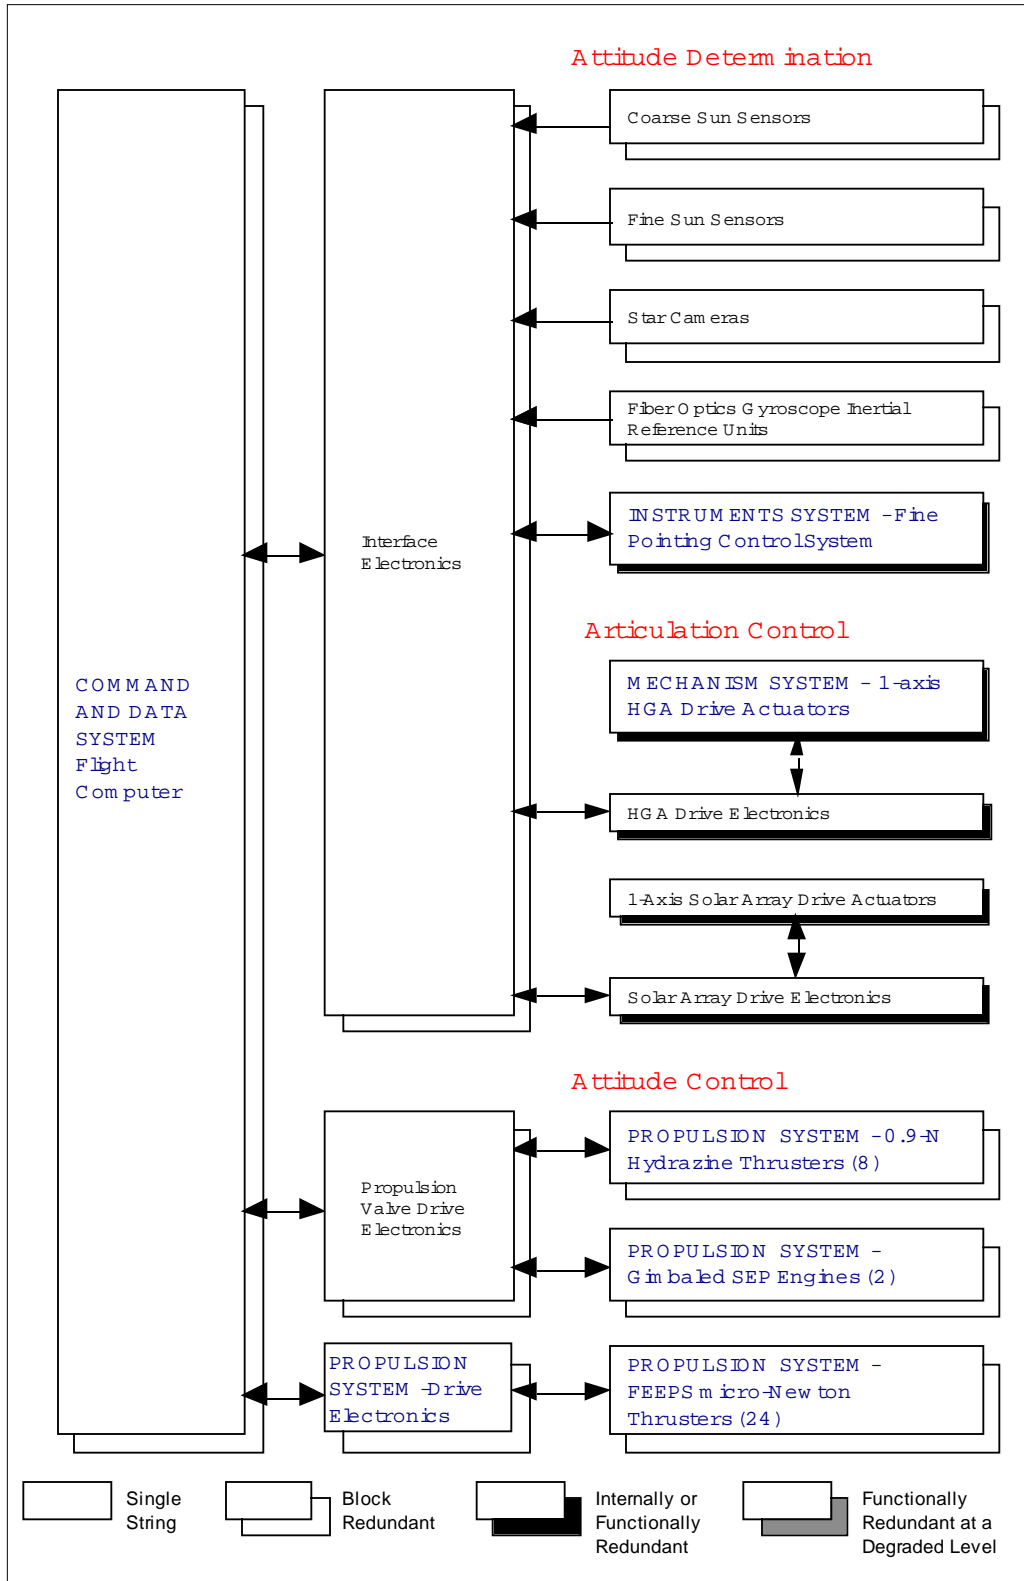 Attitude Determination
Coarse Sun Sensors
Fine Sun Sensors
Star Cameras
Fiber Optics Gyroscope Inertial
Reference Units
INSTRUMENTS SYSTEM - Fine
Pointing Control System
Interface
Electronics
Articulation Control
MECHANISM SYSTEM - 1-axis
HGA Drive Actuators
COMMAND
AND DATA
SYSTEM
Flight
Computer
HGA Drive Electronics
1-Axis Solar Array Drive Actuators
Solar Array Drive Electronics
Attitude Control
PROPULSION SYSTEM - 0.9-N
Hydrazine Thrusters (8)
Propulsion
Valve Drive
Electronics
PROPULSION SYSTEM -
Gimbaled SEP Engines (2)
PROPULSION
SYSTEM - Drive
Electronics
PROPULSION SYSTEM -
FEEPS micro-Newton
Thrusters (24)
Single
String
Block
Redundant
Internally or
Functionally
Redundant
Functionally
Redundant at a
Degraded Level